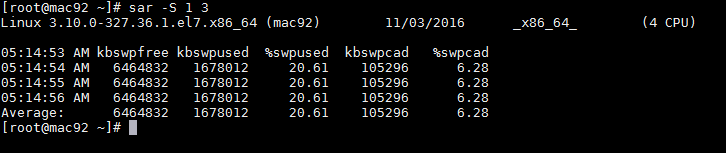 [root@mac92 ~]# sar -S 1 3
Linux 3.10.0-327.36.1.el7.x86_64 (mac92) 11/03/2016 _x86_64_ (4 CPU)
05:14:53 AM kbswpfree kbswpused %swpused kbswpcad %swpcad
05:14:54 AM 6464832 1678012 20.61 105296 6.28
05:14:55 AM 6464832 1678012 20.61 105296 6.28
05:14:56 AM 6464832 1678012 20.61 105296 6.28
Average: 6464832 1678012 20.61 105296 6.28
[root@mac92 ~]#